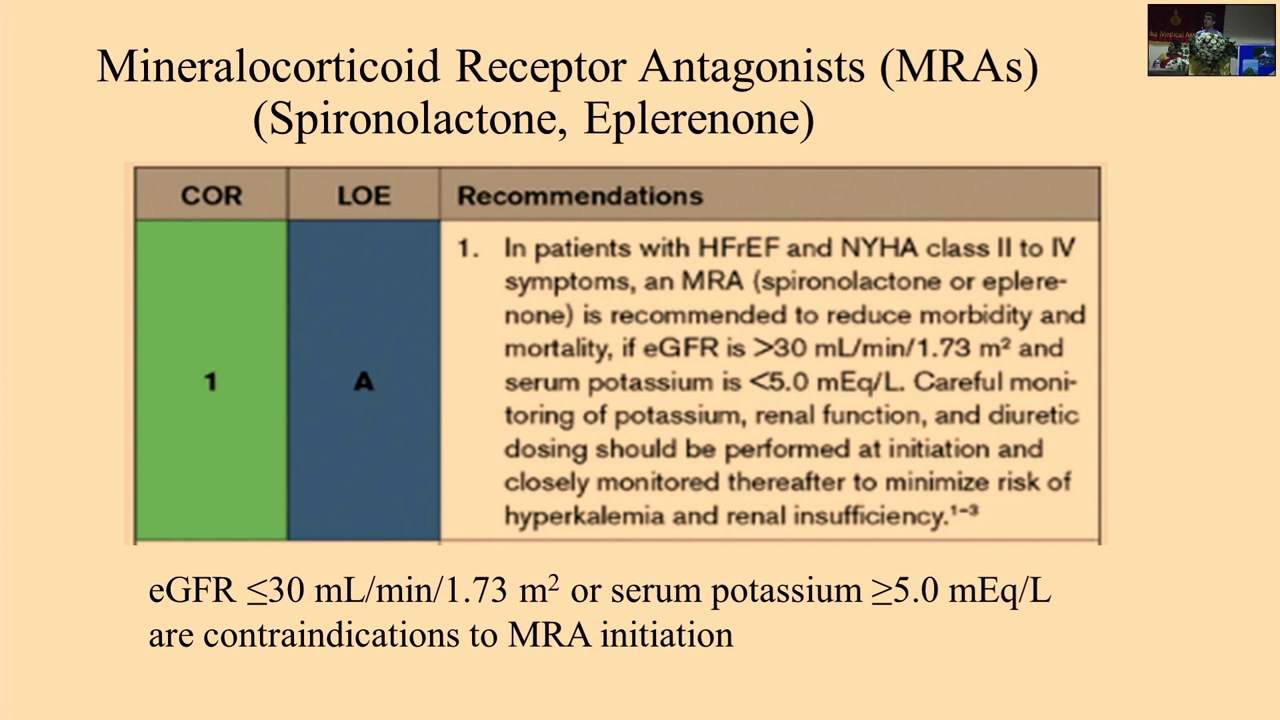 Mineralocorticoid Receptor Antagonists (MRAs)
(Spironolactone, Eplerenone)
COR LOE Recommendations
1 A
1. In patients with HFrEF and NYHA class II to IV
symptoms, an MRA (spironolactone or eplere-
none) is recommended to reduce morbidity and
mortality, if eGFR is >30 mL/min/1.73 m² and
serum potassium is <5.0 mEq/L. Careful moni-
toring of potassium, renal function, and diuretic
dosing should be performed at initiation and
closely monitored thereafter to minimize risk of
hyperkalemia and renal insufficiency.¹⁻³
eGFR ≤30 mL/min/1.73 m² or serum potassium ≥5.0 mEq/L
are contraindications to MRA initiation
Medical